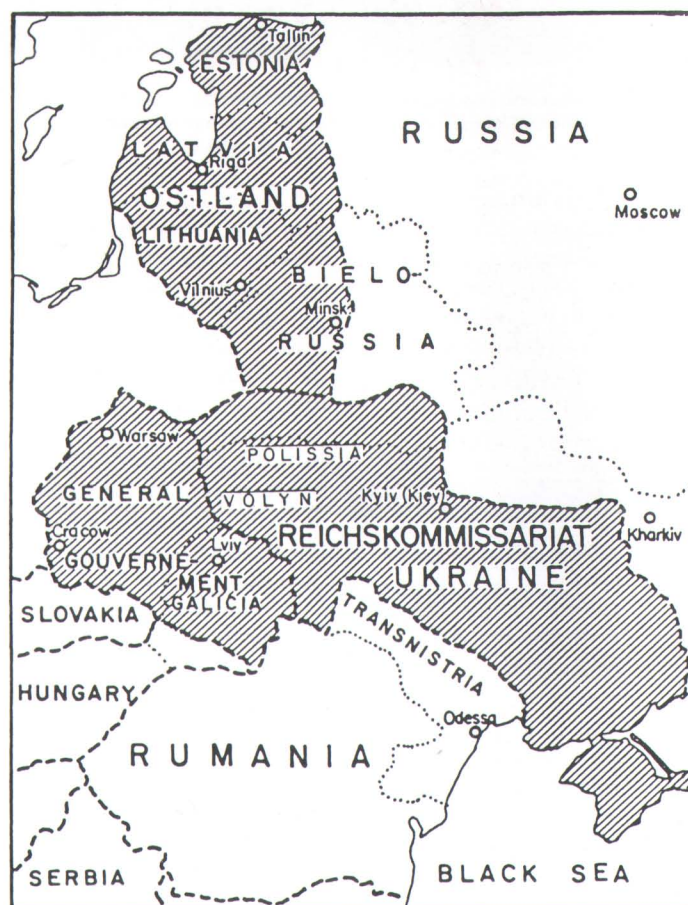 Tallin
ESTONIA
RUSSIA
LATVIA
Riga
OSTLAND
Moscow
LITHUANIA
BIELO-
Vilnius
Minsk
RUSSIA
Warsaw
POLISSIA
GENERAL
VOLYN
Kyiv (Kiev)
REICHSKOMMISSARIAT
Kharkiv
Cracow
GOUVERNE-
Lviv
UKRAINE
MENT
GALICIA
SLOVAKIA
TRANSNISTRIA
HUNGARY
Odessa
RUMANIA
SERBIA
BLACK SEA